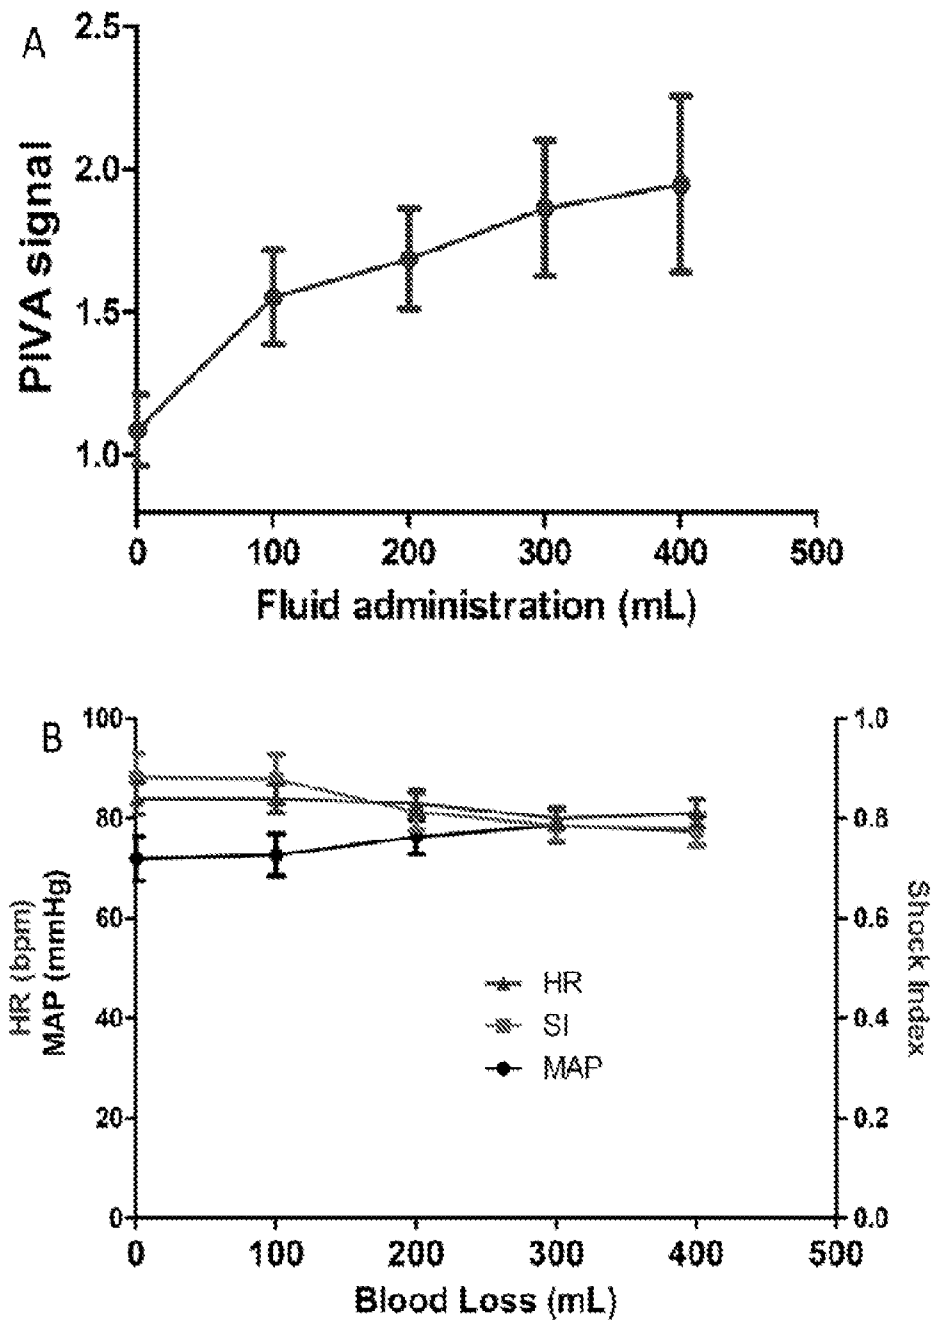 A
2.5
2.0
1.5
1.0
PIVA signal
0 100 200 300 400 500
Fluid administration (mL)
B
100
80
60
40
20
0
HR (bpm)
MAP (mmHg)
1.0
0.8
0.6
0.4
0.2
0.0
Shock Index
HR
SI
MAP
0 100 200 300 400 500
Blood Loss (mL)